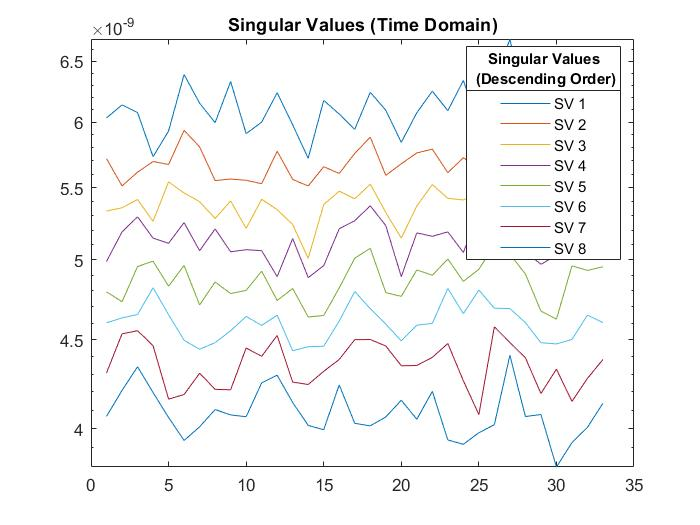 ×10⁻⁹
Singular Values (Time Domain)
6.5
6
5.5
5
4.5
4
0 5 10 15 20 25 30 35
Singular Values
(Descending Order)
SV 1
SV 2
SV 3
SV 4
SV 5
SV 6
SV 7
SV 8